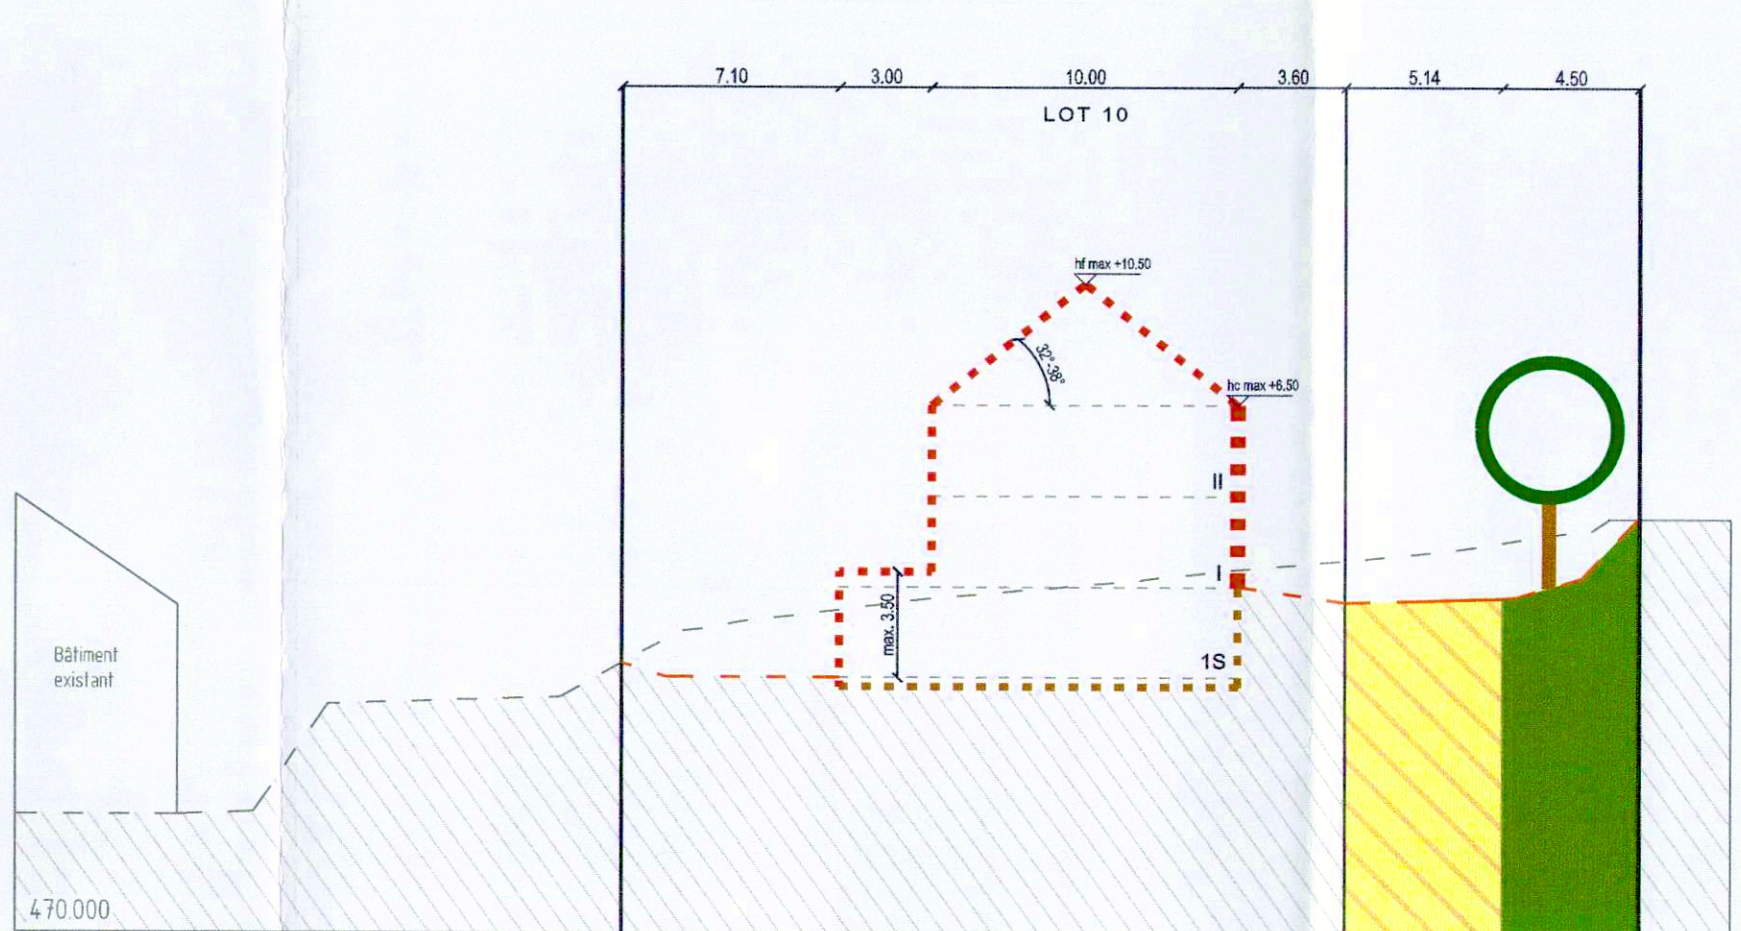 7.10 3.00 10.00 3.60 5.14 4.50
LOT 10
hf max +10.50
32°-38°
hc max +6.50
II
I
max. 3.50
1S
Bâtiment
existant
470.000